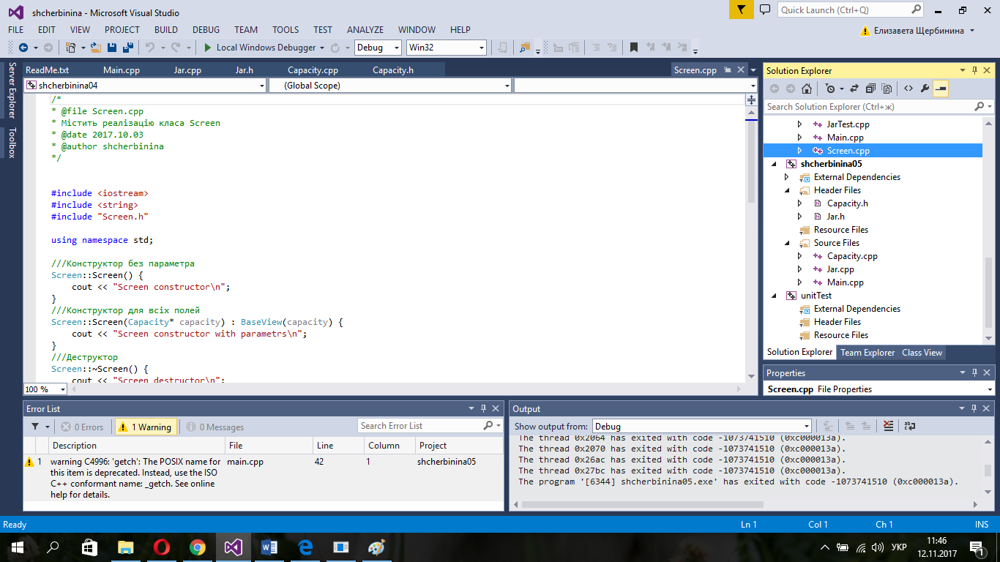 shcherbinina - Microsoft Visual Studio
Quick Launch (Ctrl+Q)
FILE EDIT VIEW PROJECT BUILD DEBUG TEAM TOOLS TEST ANALYZE WINDOW HELP
Елизавета Щербинина
Local Windows Debugger Debug Win32
Server Explorer
Toolbox
ReadMe.txt Main.cpp Jar.cpp Jar.h Capacity.cpp Capacity.h Screen.cpp
shcherbinina04 (Global Scope)
/*
* @file Screen.cpp
* Містить реалізацію класа Screen
* @date 2017.10.03
* @author shcherbinina
*/
#include <iostream>
#include <string>
#include "Screen.h"
using namespace std;
///Конструктор без параметра
Screen::Screen() {
cout << "Screen constructor\n";
}
///Конструктор для всіх полей
Screen::Screen(Capacity* capacity) : BaseView(capacity) {
cout << "Screen constructor with parametrs\n";
}
///Деструктор
Screen::~Screen() {
cout << "Screen destructor\n";
100 %
Solution Explorer
Search Solution Explorer (Ctrl+ж)
JarTest.cpp
Main.cpp
Screen.cpp
shcherbinina05
External Dependencies
Header Files
Capacity.h
Jar.h
Resource Files
Source Files
Capacity.cpp
Jar.cpp
Main.cpp
unitTest
External Dependencies
Header Files
Resource Files
Solution Explorer Team Explorer Class View
Properties
Screen.cpp File Properties
Error List
0 Errors 1 Warning 0 Messages Search Error List
Description File Line Column Project
1 warning C4996: 'getch': The POSIX name for main.cpp 42 1 shcherbinina05
this item is deprecated. Instead, use the ISO
C++ conformant name: _getch. See online
help for details.
Output
Show output from: Debug
The thread 0x2064 has exited with code -1073741510 (0xc000013a).
The thread 0x2070 has exited with code -1073741510 (0xc000013a).
The thread 0x26ac has exited with code -1073741510 (0xc000013a).
The thread 0x27bc has exited with code -1073741510 (0xc000013a).
The program '[6344] shcherbinina05.exe' has exited with code -1073741510 (0xc000013a).
Ready Ln 1 Col 1 Ch 1 INS
УКР
11:46
12.11.2017
1